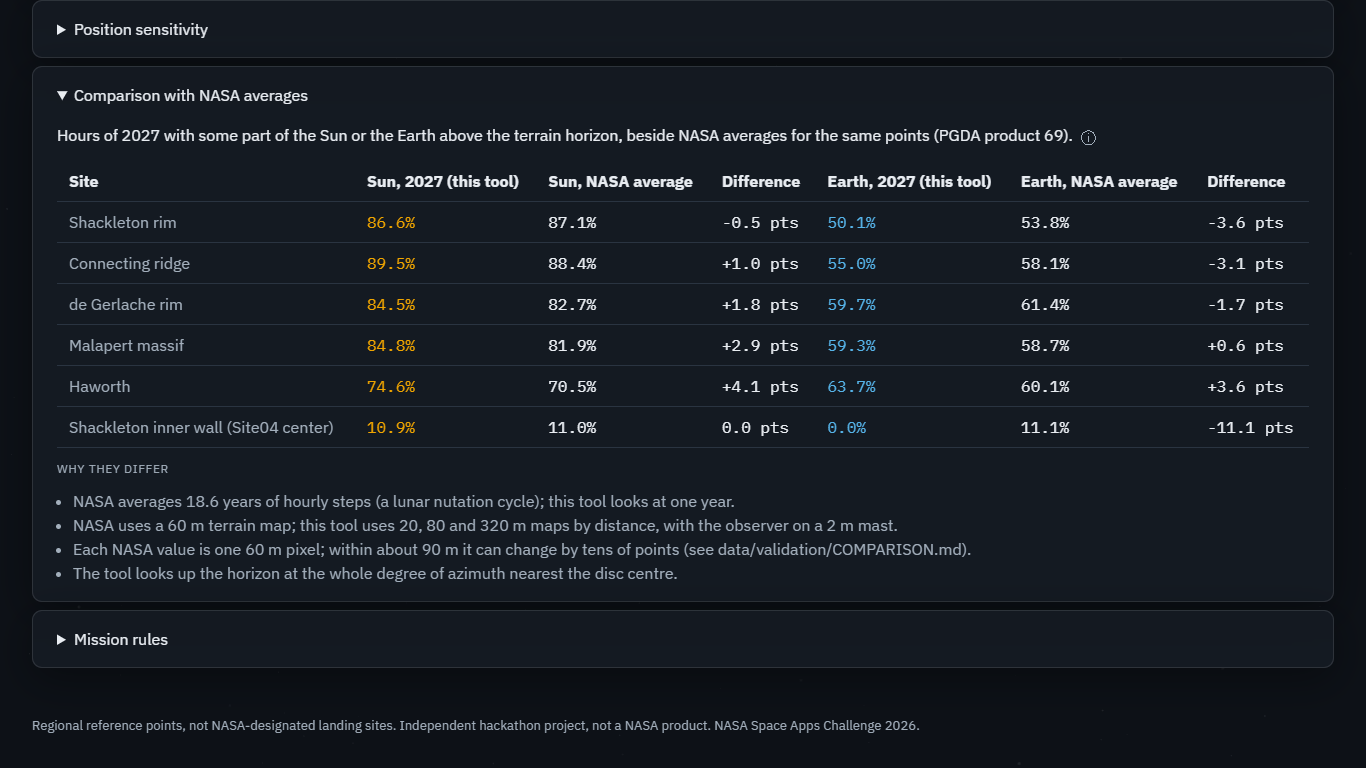 ▶ Position sensitivity
▼ Comparison with NASA averages
Hours of 2027 with some part of the Sun or the Earth above the terrain horizon, beside NASA averages for the same points (PGDA product 69). ⓘ
Site Sun, 2027 (this tool) Sun, NASA average Difference Earth, 2027 (this tool) Earth, NASA average Difference
Shackleton rim 86.6% 87.1% -0.5 pts 50.1% 53.8% -3.6 pts
Connecting ridge 89.5% 88.4% +1.0 pts 55.0% 58.1% -3.1 pts
de Gerlache rim 84.5% 82.7% +1.8 pts 59.7% 61.4% -1.7 pts
Malapert massif 84.8% 81.9% +2.9 pts 59.3% 58.7% +0.6 pts
Haworth 74.6% 70.5% +4.1 pts 63.7% 60.1% +3.6 pts
Shackleton inner wall (Site04 center) 10.9% 11.0% 0.0 pts 0.0% 11.1% -11.1 pts
WHY THEY DIFFER
• NASA averages 18.6 years of hourly steps (a lunar nutation cycle); this tool looks at one year.
• NASA uses a 60 m terrain map; this tool uses 20, 80 and 320 m maps by distance, with the observer on a 2 m mast.
• Each NASA value is one 60 m pixel; within about 90 m it can change by tens of points (see data/validation/COMPARISON.md).
• The tool looks up the horizon at the whole degree of azimuth nearest the disc centre.
▶ Mission rules
Regional reference points, not NASA-designated landing sites. Independent hackathon project, not a NASA product. NASA Space Apps Challenge 2026.